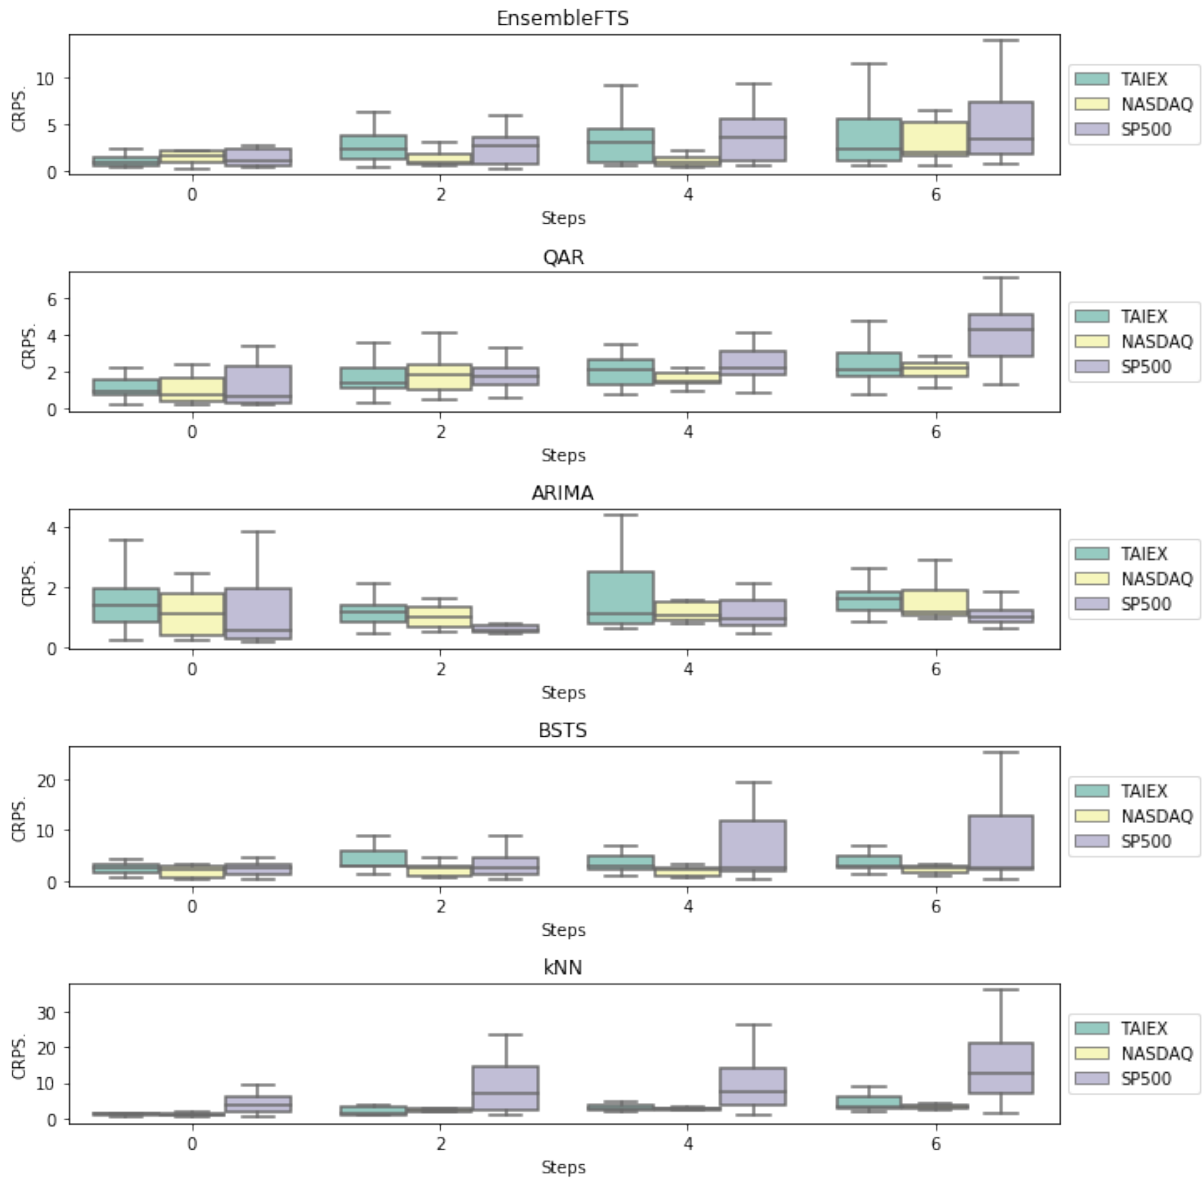 EnsembleFTS
CRPS.
10
5
0
0 2 4 6
Steps
TAIEX
NASDAQ
SP500
QAR
CRPS.
6
4
2
0
0 2 4 6
Steps
TAIEX
NASDAQ
SP500
ARIMA
CRPS.
4
2
0
0 2 4 6
Steps
TAIEX
NASDAQ
SP500
BSTS
CRPS.
20
10
0
0 2 4 6
Steps
TAIEX
NASDAQ
SP500
kNN
CRPS.
30
20
10
0
0 2 4 6
Steps
TAIEX
NASDAQ
SP500